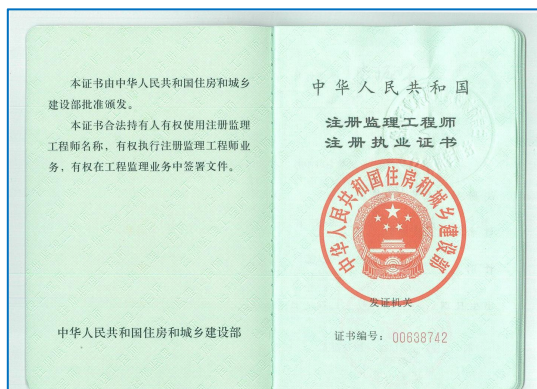 本证书由中华人民共和国住房和城乡
建设部批准颁发。
本证书合法持有人有权使用注册监理
工程师名称，有权执行注册监理工程师业
务，有权在工程监理业务中签署文件。
中华人民共和国住房和城乡建设部
中华人民共和国
注册监理工程师
注册执业证书
中华人民共和国住房和城乡建设部
发证机关
证书编号：00638742